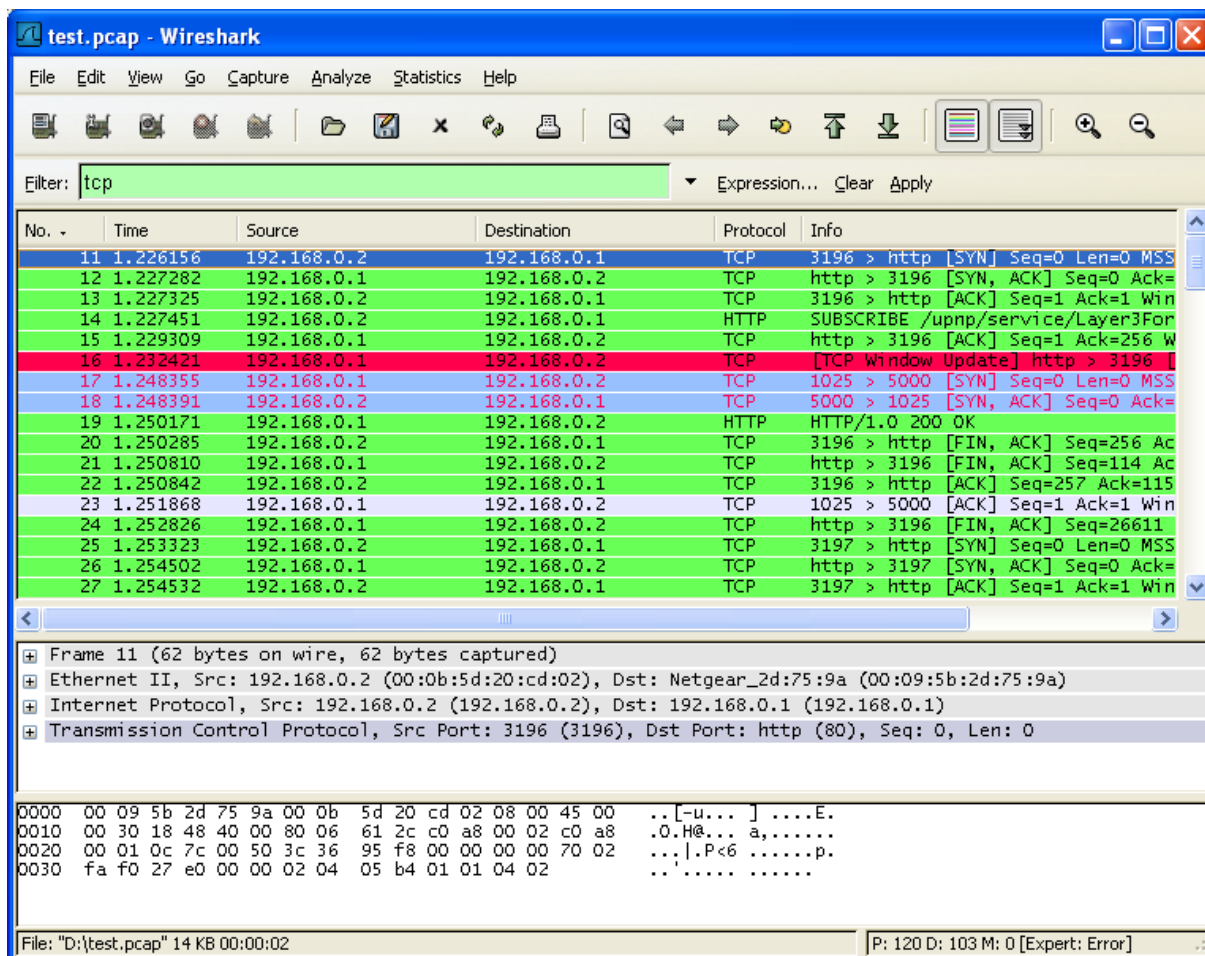 test.pcap - Wireshark
File Edit View Go Capture Analyze Statistics Help
Filter: tcp Expression... Clear Apply
No. Time Source Destination Protocol Info
11 1.226156 192.168.0.2 192.168.0.1 TCP 3196 > http [SYN] Seq=0 Len=0 MSS
12 1.227282 192.168.0.1 192.168.0.2 TCP http > 3196 [SYN, ACK] Seq=0 Ack=
13 1.227325 192.168.0.2 192.168.0.1 TCP 3196 > http [ACK] Seq=1 Ack=1 Win
14 1.227451 192.168.0.2 192.168.0.1 HTTP SUBSCRIBE /upnp/service/Layer3For
15 1.229309 192.168.0.1 192.168.0.2 TCP http > 3196 [ACK] Seq=1 Ack=256 W
16 1.232421 192.168.0.1 192.168.0.2 TCP [TCP Window Update] http > 3196 [
17 1.248355 192.168.0.1 192.168.0.2 TCP 1025 > 5000 [SYN] Seq=0 Len=0 MSS
18 1.248391 192.168.0.2 192.168.0.1 TCP 5000 > 1025 [SYN, ACK] Seq=0 Ack=
19 1.250171 192.168.0.1 192.168.0.2 HTTP HTTP/1.0 200 OK
20 1.250285 192.168.0.2 192.168.0.1 TCP 3196 > http [FIN, ACK] Seq=256 Ac
21 1.250810 192.168.0.1 192.168.0.2 TCP http > 3196 [FIN, ACK] Seq=114 Ac
22 1.250842 192.168.0.2 192.168.0.1 TCP 3196 > http [ACK] Seq=257 Ack=115
23 1.251868 192.168.0.1 192.168.0.2 TCP 1025 > 5000 [ACK] Seq=1 Ack=1 Win
24 1.252826 192.168.0.1 192.168.0.2 TCP http > 3196 [FIN, ACK] Seq=26611
25 1.253323 192.168.0.2 192.168.0.1 TCP 3197 > http [SYN] Seq=0 Len=0 MSS
26 1.254502 192.168.0.1 192.168.0.2 TCP http > 3197 [SYN, ACK] Seq=0 Ack=
27 1.254532 192.168.0.2 192.168.0.1 TCP 3197 > http [ACK] Seq=1 Ack=1 Win
Frame 11 (62 bytes on wire, 62 bytes captured)
Ethernet II, Src: 192.168.0.2 (00:0b:5d:20:cd:02), Dst: Netgear_2d:75:9a (00:09:5b:2d:75:9a)
Internet Protocol, Src: 192.168.0.2 (192.168.0.2), Dst: 192.168.0.1 (192.168.0.1)
Transmission Control Protocol, Src Port: 3196 (3196), Dst Port: http (80), Seq: 0, Len: 0
0000 00 09 5b 2d 75 9a 00 0b 5d 20 cd 02 08 00 45 00 ..[-u... ] ....E.
0010 00 30 18 48 40 00 80 06 61 2c c0 a8 00 02 c0 a8 .0.H@... a,......
0020 00 01 0c 7c 00 50 3c 36 95 f8 00 00 00 00 70 02 ...|.P<6 ......p.
0030 fa f0 27 e0 00 00 02 04 05 b4 01 01 04 02 ..'..... ......
File: "D:\test.pcap" 14 KB 00:00:02 P: 120 D: 103 M: 0 [Expert: Error]